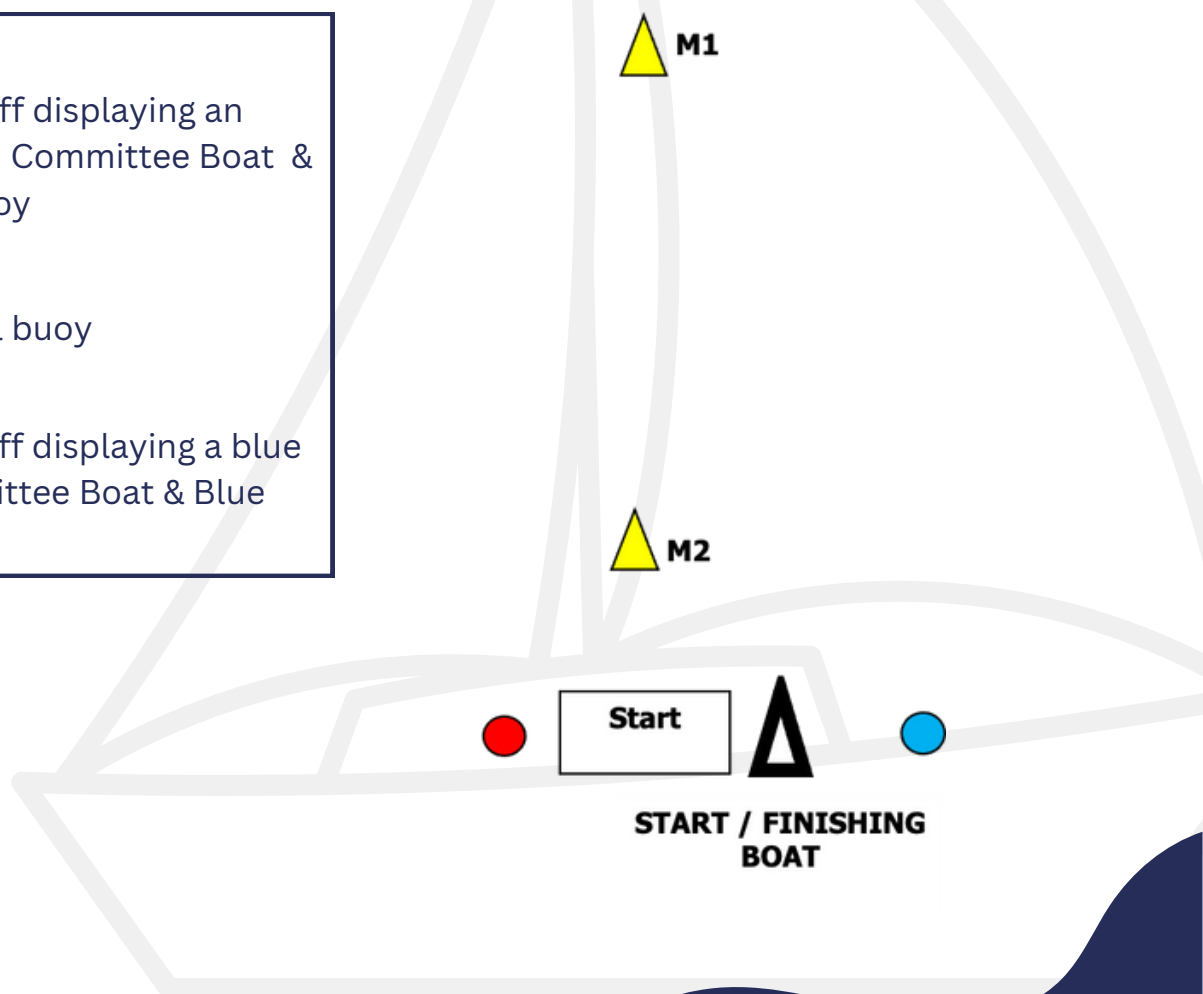 ff displaying an
Committee Boat &
oy
buoy
ff displaying a blue
ittee Boat & Blue
M1
M2
Start
START / FINISHING
BOAT